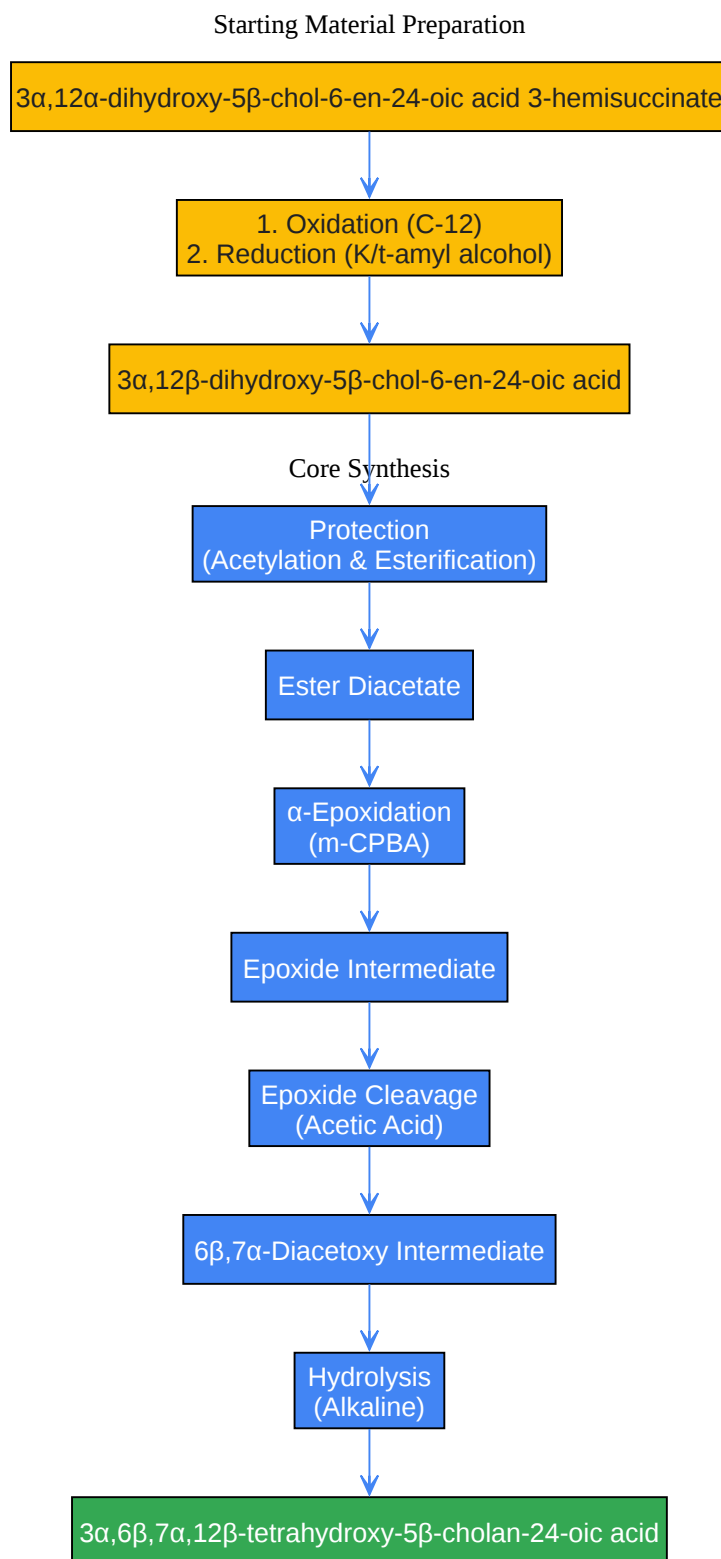 Starting Material Preparation
3α,12α-dihydroxy-5β-chol-6-en-24-oic acid 3-hemisuccinate
1. Oxidation (C-12)
2. Reduction (K/t-amyl alcohol)
3α,12β-dihydroxy-5β-chol-6-en-24-oic acid
Core Synthesis
Protection
(Acetylation & Esterification)
Ester Diacetate
α-Epoxidation
(m-CPBA)
Epoxide Intermediate
Epoxide Cleavage
(Acetic Acid)
6β,7α-Diacetoxy Intermediate
Hydrolysis
(Alkaline)
3α,6β,7α,12β-tetrahydroxy-5β-cholan-24-oic acid